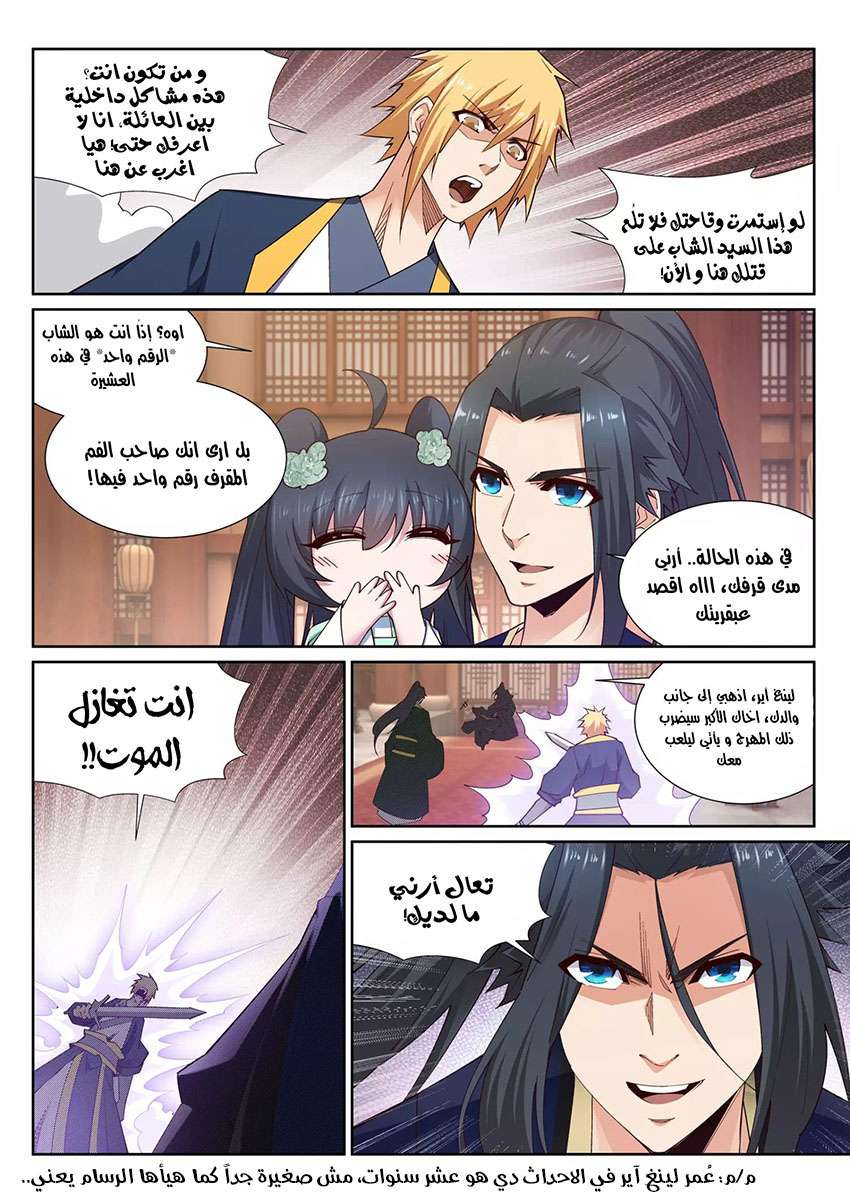 و من تكون انت؟
هذه مشاكل داخلية
بين العائلة، انا لا
اعرفك حتى! هيا
اغرب عن هنا
لو إستمرت وقاحتك فلا تلُم
هذا السيد الشاب على
قتلك هنا و الأن!
اوه؟ إذاً انت هو الشاب
"الرقم واحد" في هذه
العشيرة
بل ارى انك صاحب الفم
المقرف رقم واحد فيها!
في هذه الحالة.. أرني
مدى قرفك، اااه اقصد
عبقريتك
لينغ آير، اذهبي إلى جانب
والدك، اخاك الأكبر سيضرب
ذلك المهرج و ياتي ليلعب
معك
انت تغازل
الموت!!
تعال أرني
ما لديك!
م/م: عُمر لينغ آير في الاحداث دي هو عشر سنوات، مش صغيرة جداً كما هيأها الرسام يعني..